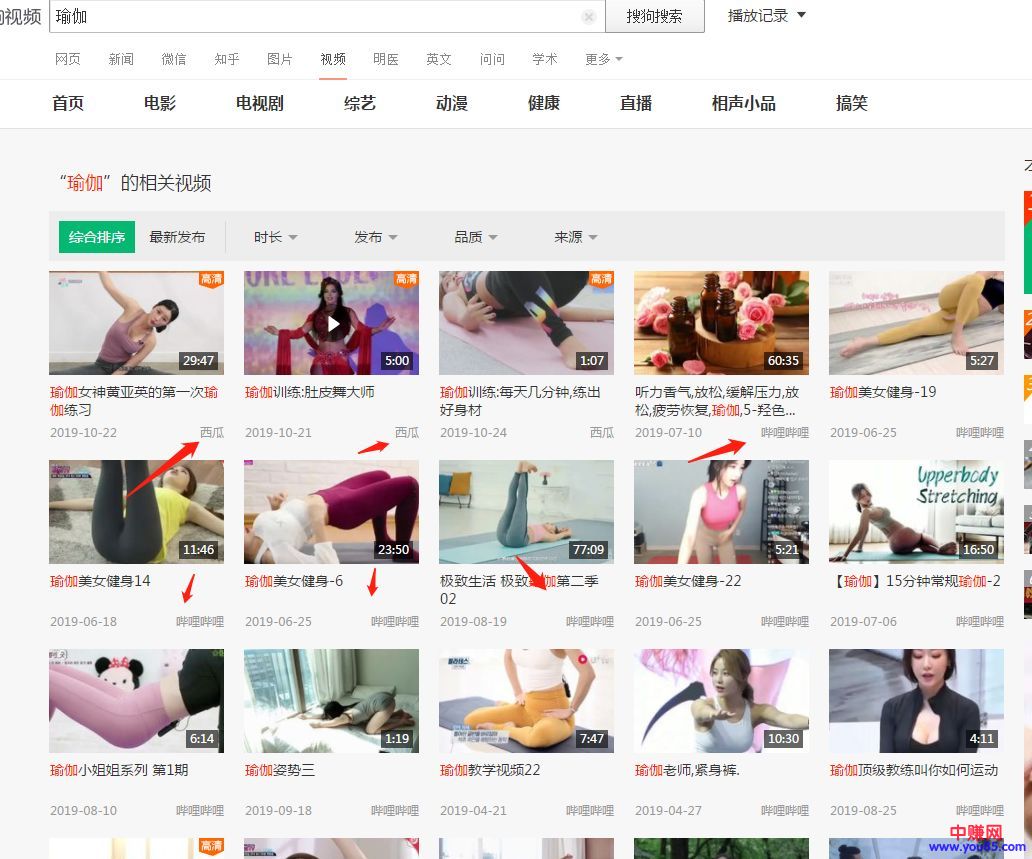 视频
瑜伽
搜狗搜索
播放记录
网页 新闻 微信 知乎 图片 视频 明医 英文 问问 学术 更多
首页 电影 电视剧 综艺 动漫 健康 直播 相声小品 搞笑
“瑜伽”的相关视频
综合排序 最新发布 时长 发布 品质 来源
高清 高清 高清
29:47 5:00 1:07 60:35 5:27
瑜伽女神黄亚英的第一次瑜
伽练习
2019-10-22 西瓜
瑜伽训练:肚皮舞大师
2019-10-21 西瓜
瑜伽训练:每天几分钟,练出
好身材
2019-10-24 西瓜
听力香气,放松,缓解压力,放
松,疲劳恢复,瑜伽,5-羟色...
2019-07-10 哔哩哔哩
瑜伽美女健身-19
2019-06-25 哔哩哔哩
Upperbody
Stretching
11:46 23:50 77:09 5:21 16:50
瑜伽美女健身14
2019-06-18 哔哩哔哩
瑜伽美女健身-6
2019-06-25 哔哩哔哩
极致生活 极致瑜伽第二季
02
2019-08-19 哔哩哔哩
瑜伽美女健身-22
2019-06-25 哔哩哔哩
【瑜伽】15分钟常规瑜伽-2
2019-07-06 哔哩哔哩
6:14 1:19 7:47 10:30 4:11
瑜伽小姐姐系列 第1期
2019-08-10 哔哩哔哩
瑜伽姿势三
2019-09-18 哔哩哔哩
瑜伽教学视频22
2019-04-21 哔哩哔哩
瑜伽老师,紧身裤.
2019-04-27 哔哩哔哩
瑜伽顶级教练叫你如何运动
2019-08-25 哔哩哔哩
高清
中赚网
www.you85.com